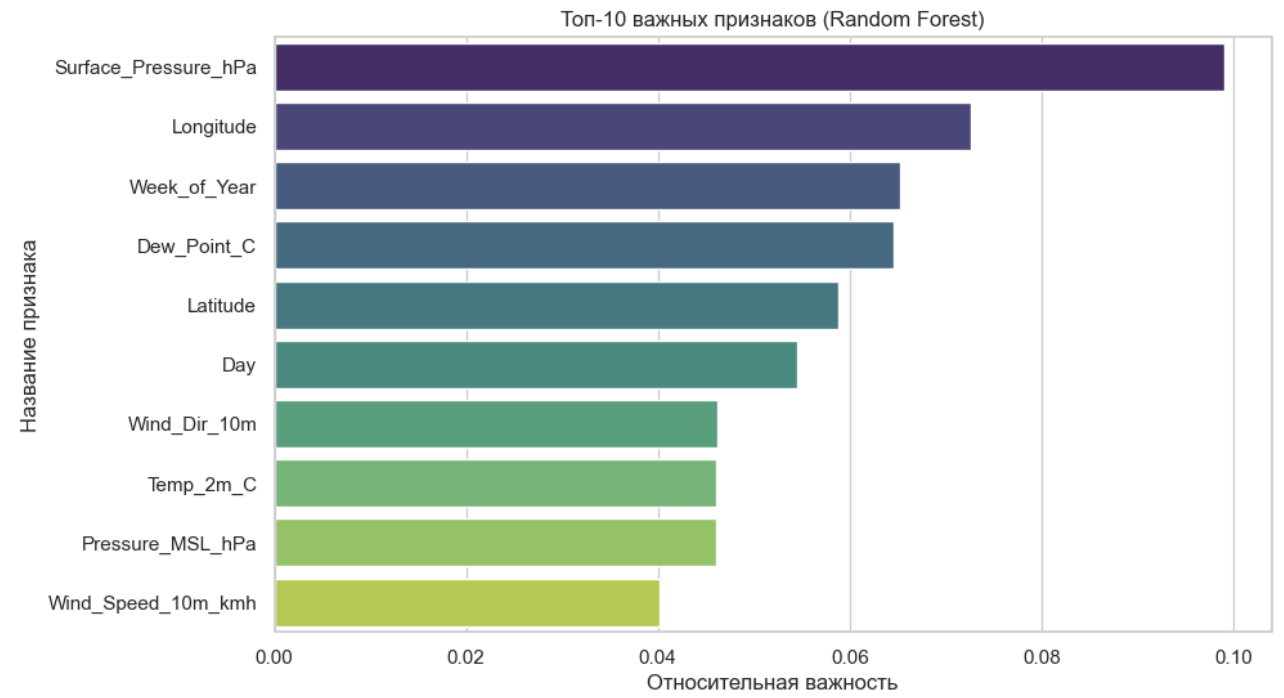 Топ-10 важных признаков (Random Forest)
Название признака
Surface_Pressure_hPa
Longitude
Week_of_Year
Dew_Point_C
Latitude
Day
Wind_Dir_10m
Temp_2m_C
Pressure_MSL_hPa
Wind_Speed_10m_kmh
0.00 0.02 0.04 0.06 0.08 0.10
Относительная важность